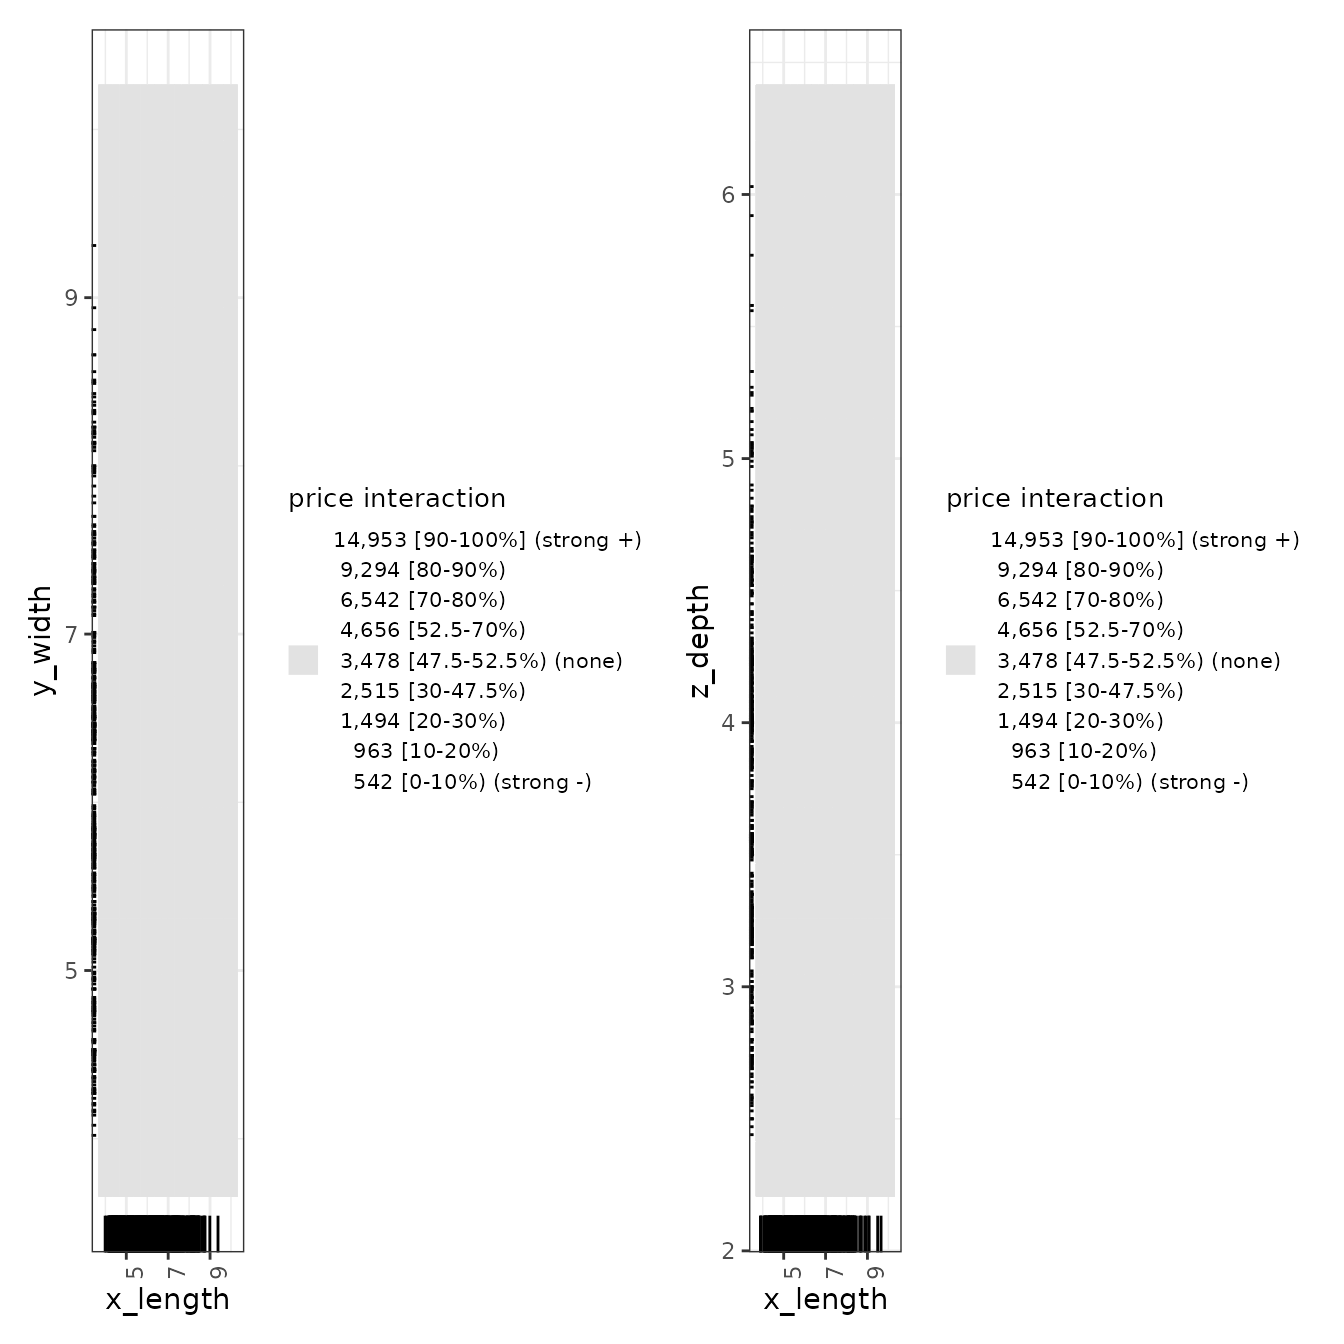 y_width
9
7
5
5
7
9
x_length
price interaction
14,953 [90-100%] (strong +)
9,294 [80-90%)
6,542 [70-80%)
4,656 [52.5-70%)
3,478 [47.5-52.5%) (none)
2,515 [30-47.5%)
1,494 [20-30%)
963 [10-20%)
542 [0-10%) (strong -)
z_depth
6
5
4
3
2
5
7
9
x_length
price interaction
14,953 [90-100%] (strong +)
9,294 [80-90%)
6,542 [70-80%)
4,656 [52.5-70%)
3,478 [47.5-52.5%) (none)
2,515 [30-47.5%)
1,494 [20-30%)
963 [10-20%)
542 [0-10%) (strong -)